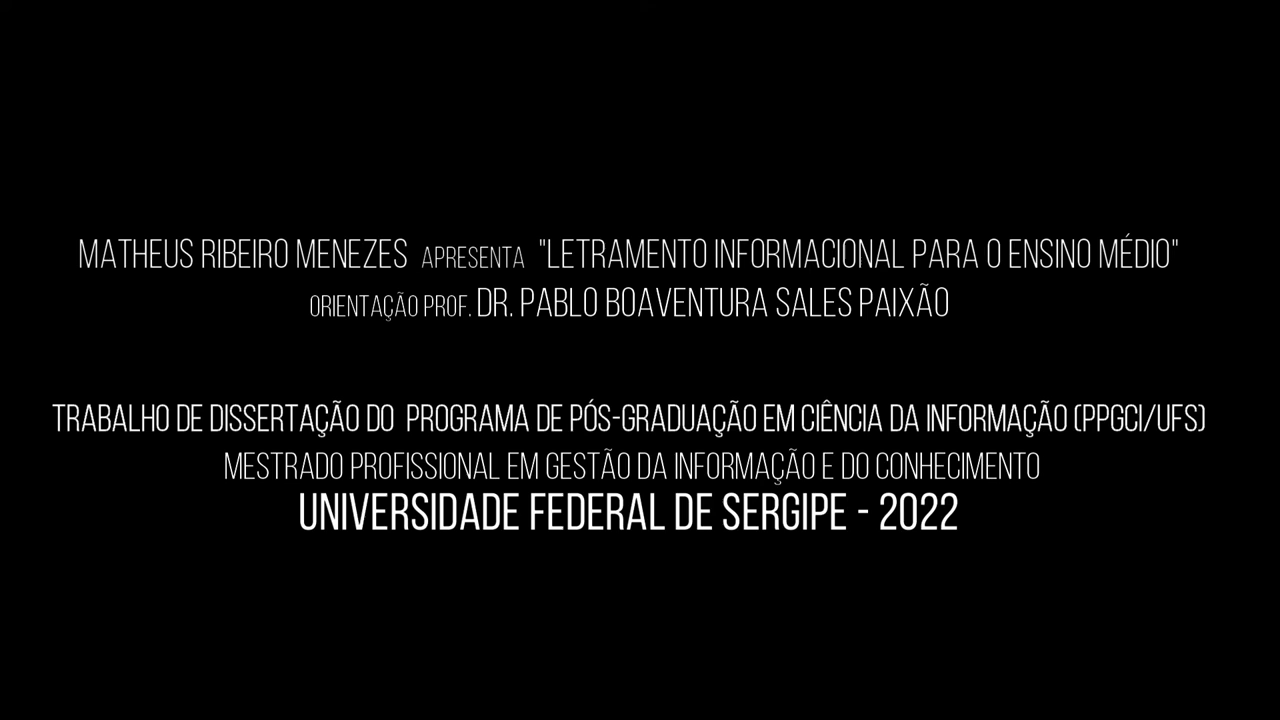 MATHEUS RIBEIRO MENEZES APRESENTA "LETRAMENTO INFORMACIONAL PARA O ENSINO MÉDIO"
ORIENTAÇÃO PROF. DR. PABLO BOAVENTURA SALES PAIXÃO
TRABALHO DE DISSERTAÇÃO DO PROGRAMA DE PÓS-GRADUAÇÃO EM CIÊNCIA DA INFORMAÇÃO (PPGCI/UFS)
MESTRADO PROFISSIONAL EM GESTÃO DA INFORMAÇÃO E DO CONHECIMENTO
UNIVERSIDADE FEDERAL DE SERGIPE - 2022